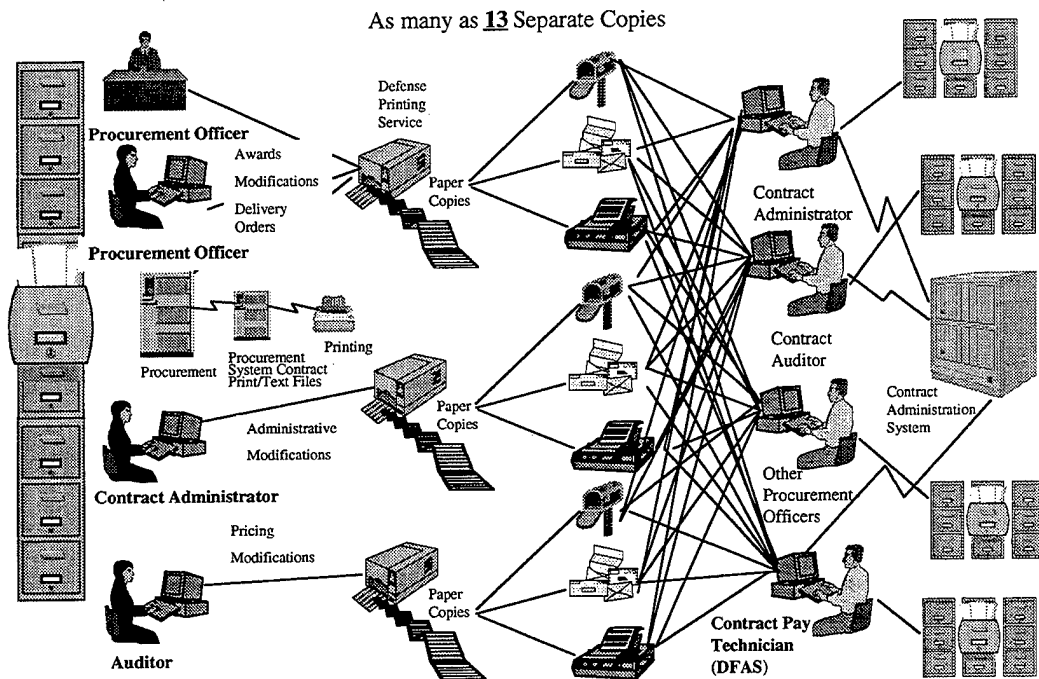 As many as 13 Separate Copies
Procurement Officer
Defense
Printing
Service
Awards
Modifications
Delivery
Orders
Paper
Copies
Procurement Officer
Contract
Administrator
Procurement
Procurement
System Contract
Print/Text Files
Printing
Contract
Auditor
Contract
Administration
System
Administrative
Modifications
Paper
Copies
Contract Administrator
Other
Procurement
Officers
Pricing
Modifications
Paper
Copies
Auditor
Contract Pay
Technician
(DFAS)